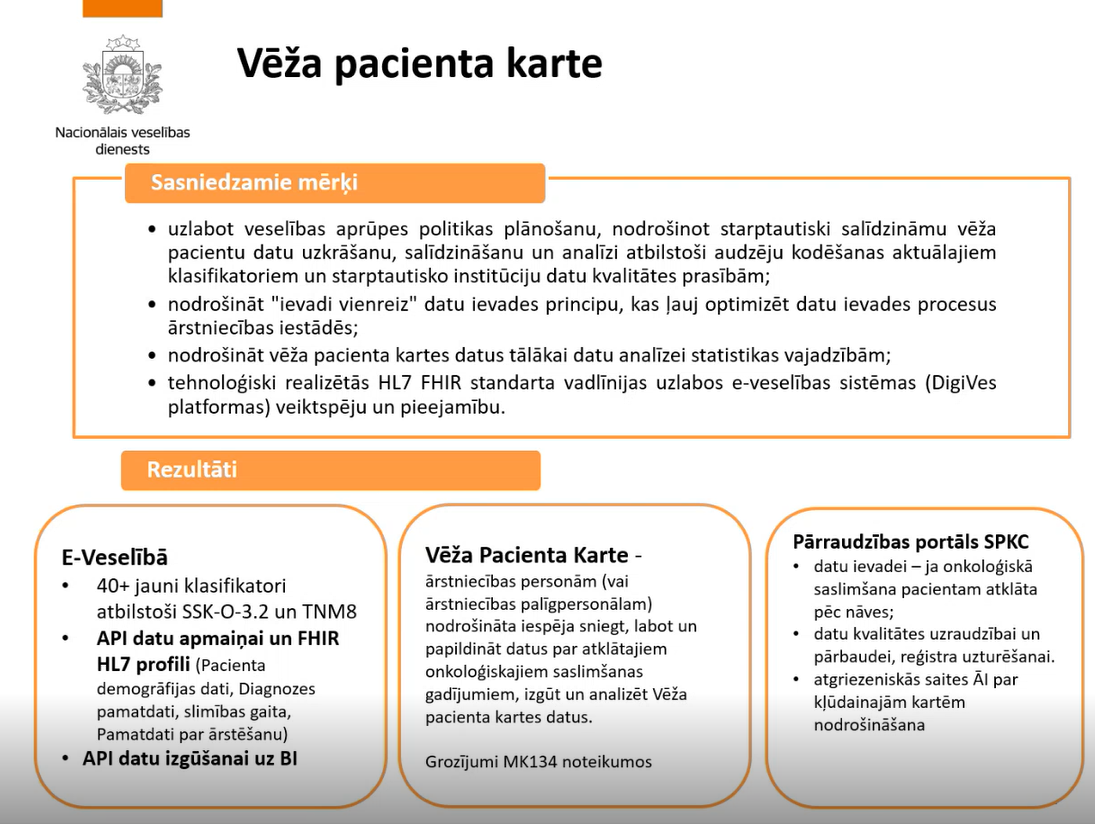 Vēža pacienta karte
Nacionālais veselības
dienests
Sasniedzamie mērķi
• uzlabot veselības aprūpes politikas plānošanu, nodrošinot starptautiski salīdzināmu vēža
pacientu datu uzkrāšanu, salīdzināšanu un analīzi atbilstoši audzēju kodēšanas aktuālajiem
klasifikatoriem un starptautisko institūciju datu kvalitātes prasībām;
• nodrošināt "ievadi vienreiz" datu ievades principu, kas ļauj optimizēt datu ievades procesus
ārstniecības iestādēs;
• nodrošināt vēža pacienta kartes datus tālākai datu analīzei statistikas vajadzībām;
• tehnoloģiski realizētās HL7 FHIR standarta vadlīnijas uzlabos e-veselības sistēmas (DigiVes
platformas) veiktspēju un pieejamību.
Rezultāti
E-Veselībā
• 40+ jauni klasifikatori
atbilstoši SSK-O-3.2 un TNM8
• API datu apmaiņai un FHIR
HL7 profili (Pacienta
demogrāfijas dati, Diagnozes
pamatdati, slimības gaita,
Pamatdati par ārstēšanu)
• API datu izgūšanai uz BI
Vēža Pacienta Karte -
ārstniecības personām (vai
ārstniecības palīgpersonālam)
nodrošināta iespēja sniegt, labot un
papildināt datus par atklātajiem
onkoloģiskajiem saslimšanas
gadījumiem, izgūt un analizēt Vēža
pacienta kartes datus.
Grozījumi MK134 noteikumos
Pārraudzības portāls SPKC
• datu ievadei – ja onkoloģiskā
saslimšana pacientam atklāta
pēc nāves;
• datu kvalitātes uzraudzībai un
pārbaudei, reģistra uzturēšanai.
• atgriezeniskās saites ĀI par
kļūdainajām kartēm
nodrošināšana